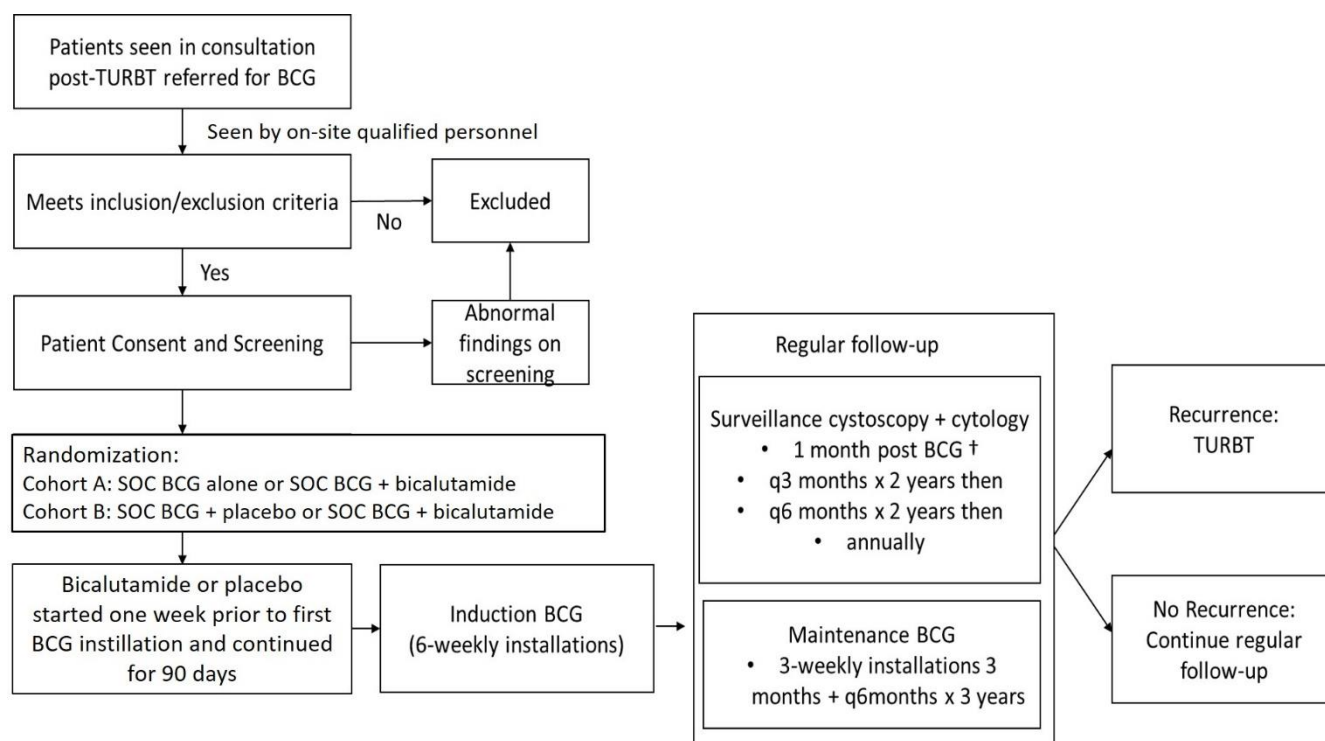 Patients seen in consultation
post-TURBT referred for BCG
Seen by on-site qualified personnel
Meets inclusion/exclusion criteria
No
Excluded
Yes
Patient Consent and Screening
Abnormal
findings on
screening
Randomization:
Cohort A: SOC BCG alone or SOC BCG + bicalutamide
Cohort B: SOC BCG + placebo or SOC BCG + bicalutamide
Bicalutamide or placebo
started one week prior to first
BCG instillation and continued
for 90 days
Induction BCG
(6-weekly installations)
Regular follow-up
Surveillance cystoscopy + cytology
• 1 month post BCG †
• q3 months x 2 years then
• q6 months x 2 years then
• annually
Maintenance BCG
• 3-weekly installations 3
months + q6months x 3 years
Recurrence:
TURBT
No Recurrence:
Continue regular
follow-up